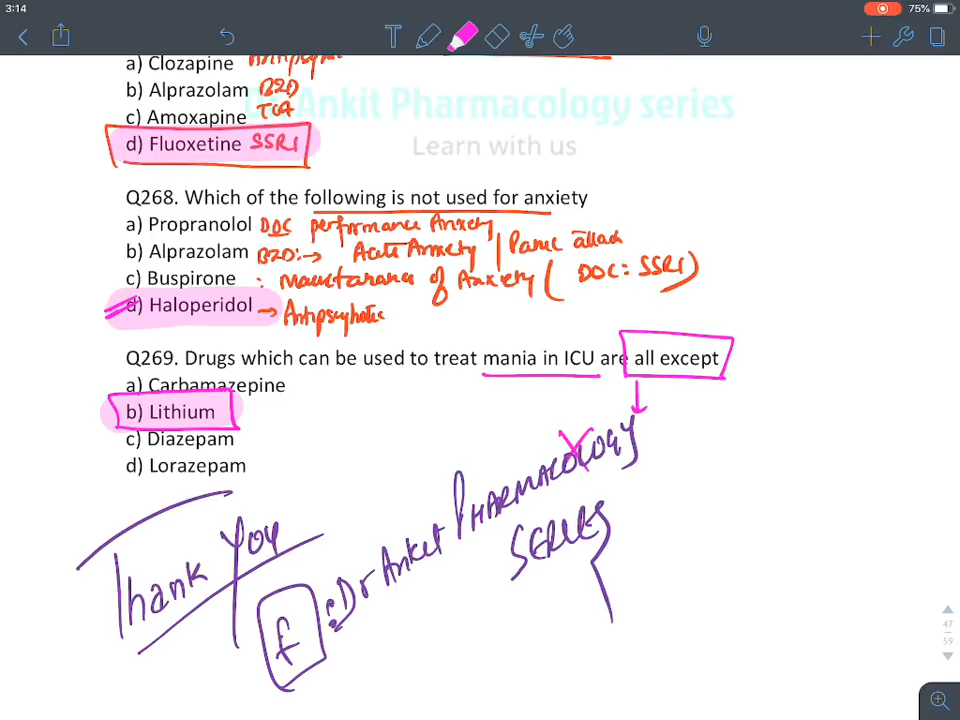 3:14
75%
T
a) Clozapine
b) Alprazolam BZD
c) Amoxapine TCA
d) Fluoxetine SSRI
Ankit Pharmacology series
Learn with us
Q268. Which of the following is not used for anxiety
a) Propranolol DOC performance Anxiety
b) Alprazolam BZD:→ Acute Anxiety | Panic attack
c) Buspirone : Maintainance of Anxiety ( DOC: SSRI )
d) Haloperidol → Antipsychotic
Q269. Drugs which can be used to treat mania in ICU are all except
a) Carbamazepine
b) Lithium
c) Diazepam
d) Lorazepam
Thank You
f : Dr Ankit PHARMACOLOGY
SERIES
47
59